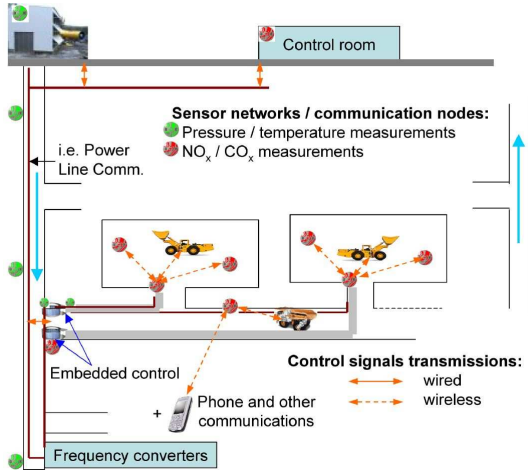 Control room
Sensor networks / communication nodes:
Pressure / temperature measurements
NOx / COx measurements
i.e. Power
Line Comm.
Embedded control
Control signals transmissions:
wired
wireless
+
Phone and other
communications
Frequency converters